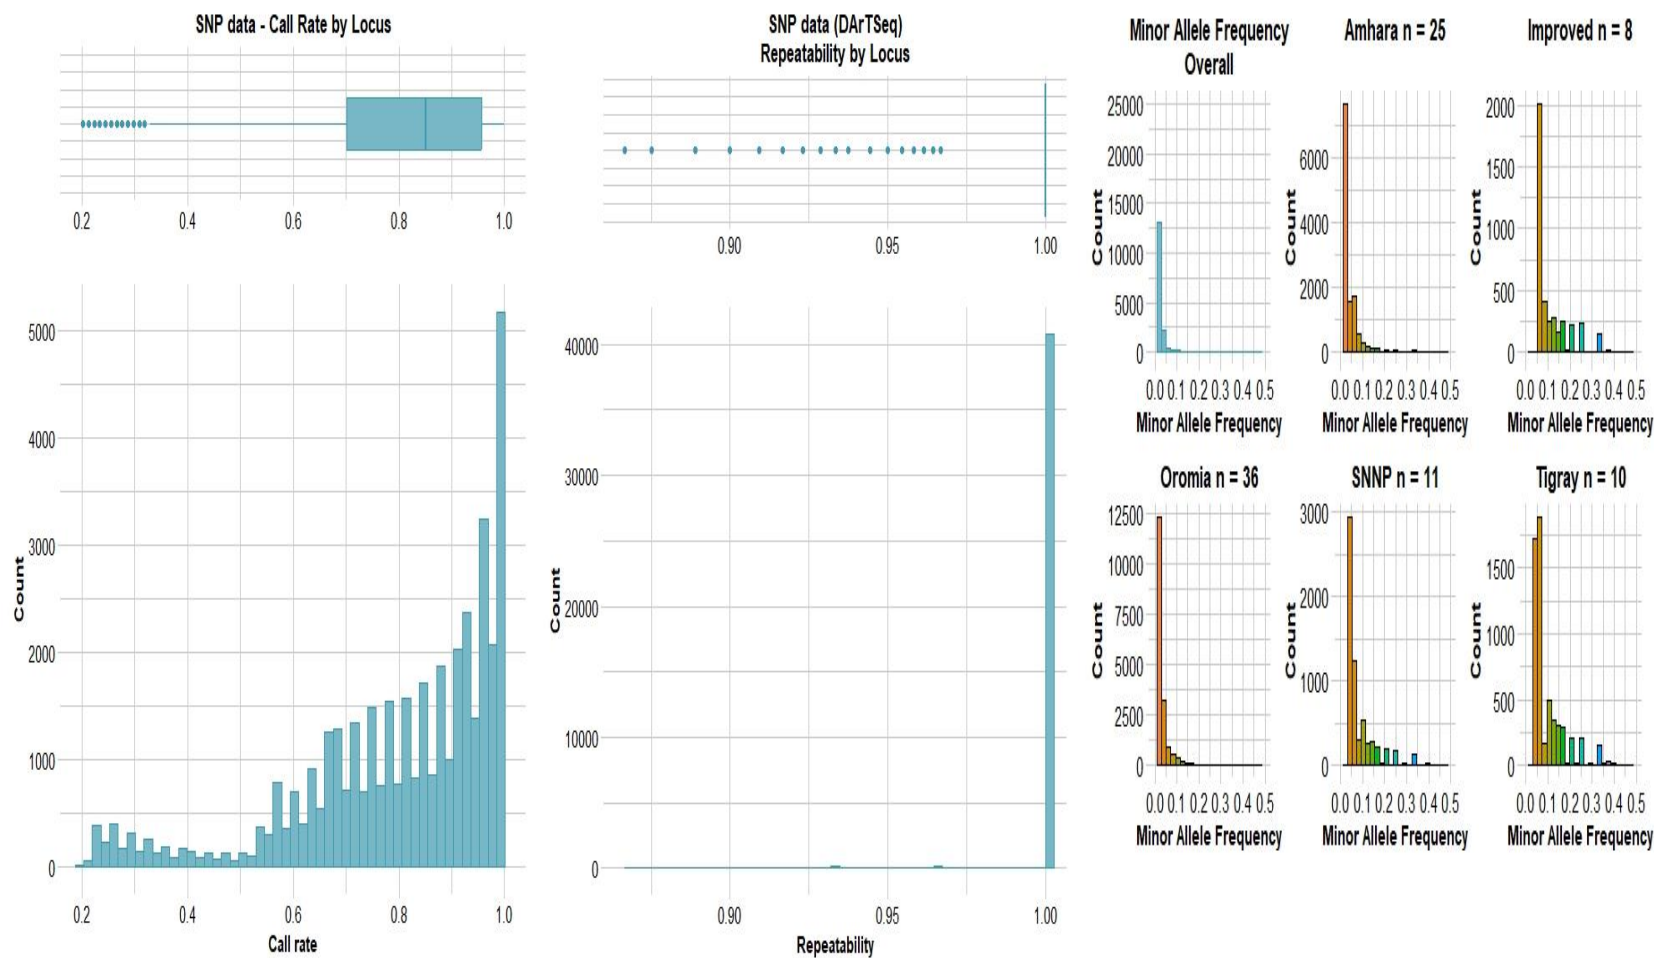 SNP data - Call Rate by Locus
0.2 0.4 0.6 0.8 1.0
Count
5000
4000
3000
2000
1000
0
0.2 0.4 0.6 0.8 1.0
Call rate
SNP data (DArTSeq)
Repeatability by Locus
0.90 0.95 1.00
Count
40000
30000
20000
10000
0
0.90 0.95 1.00
Repeatability
Minor Allele Frequency
Overall
Count
25000
20000
15000
10000
5000
0
0.0 0.1 0.2 0.3 0.4 0.5
Minor Allele Frequency
Amhara n = 25
Count
6000
4000
2000
0
0.0 0.1 0.2 0.3 0.4 0.5
Minor Allele Frequency
Improved n = 8
Count
2000
1500
1000
500
0
0.0 0.1 0.2 0.3 0.4 0.5
Minor Allele Frequency
Oromia n = 36
Count
12500
10000
7500
5000
2500
0
0.0 0.1 0.2 0.3 0.4 0.5
Minor Allele Frequency
SNNP n = 11
Count
3000
2000
1000
0
0.0 0.1 0.2 0.3 0.4 0.5
Minor Allele Frequency
Tigray n = 10
Count
1500
1000
500
0
0.0 0.1 0.2 0.3 0.4 0.5
Minor Allele Frequency